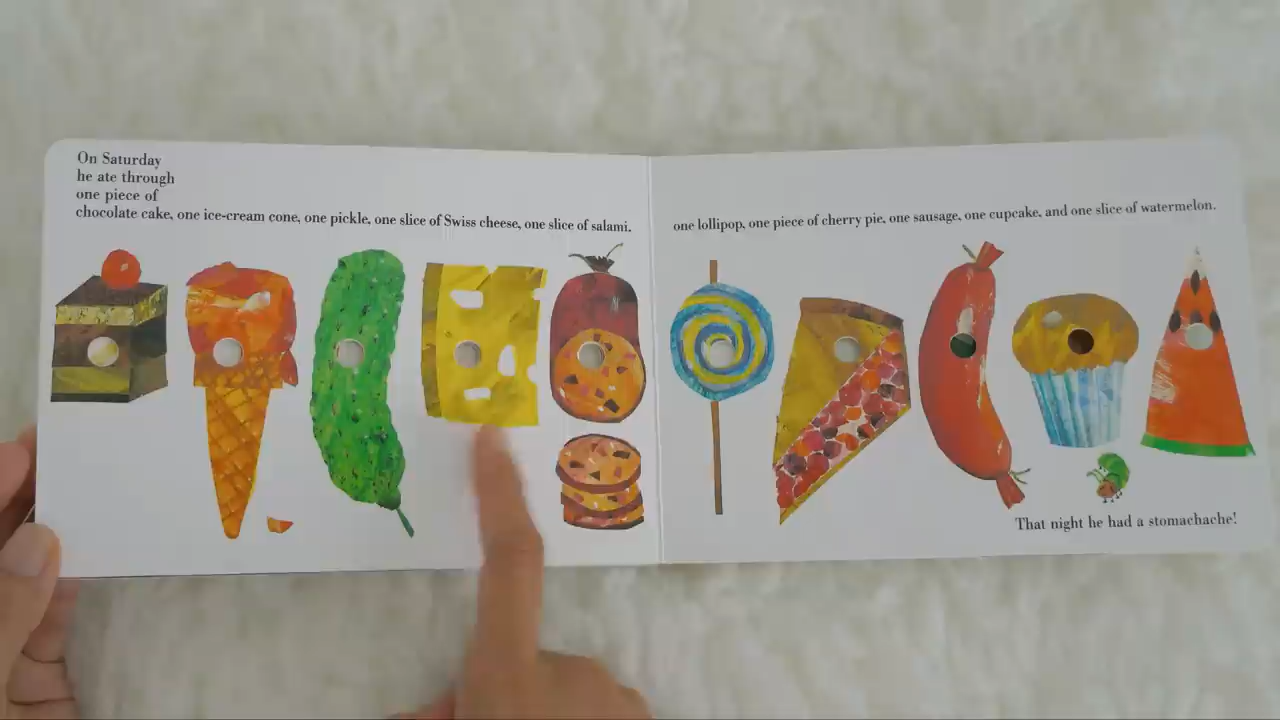 On Saturday
he ate through
one piece of
chocolate cake, one ice-cream cone, one pickle, one slice of Swiss cheese, one slice of salami.
one lollipop, one piece of cherry pie, one sausage, one cupcake, and one slice of watermelon.
That night he had a stomachache!